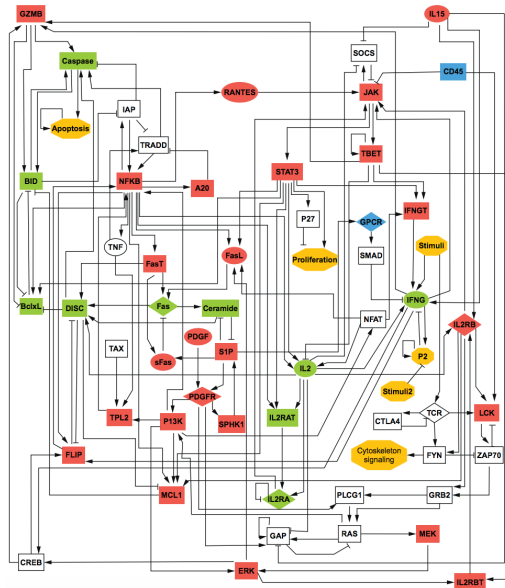 GZMB
IL15
SOCS
Caspase
CD45
RANTES
JAK
IAP
Apoptosis
TRADD
TBET
STAT3
BID
NFKB
A20
IFNGT
P27
GPCR
Stimuli
TNF
FasL
SMAD
Proliferation
FasT
BclxL
DISC
Fas
Ceramide
IFNG
NFAT
IL2RB
PDGF
TAX
S1P
sFas
P2
IL2
Stimuli2
PDGFR
TPL2
P13K
SPHK1
IL2RAT
CTLA4
TCR
LCK
FLIP
Cytoskeleton
signaling
FYN
ZAP70
MCL1
IL2RA
PLCG1
GRB2
GAP
RAS
MEK
CREB
ERK
IL2RBT